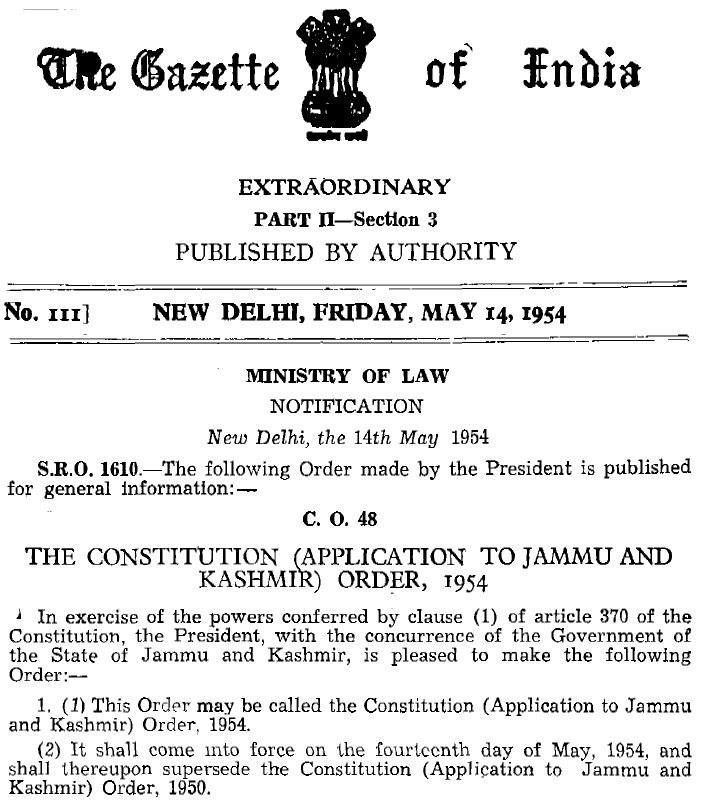 The Gazette of India
EXTRAORDINARY
PART II—Section 3
PUBLISHED BY AUTHORITY
No. 111] NEW DELHI, FRIDAY, MAY 14, 1954
MINISTRY OF LAW
NOTIFICATION
New Delhi, the 14th May 1954
S.R.O. 1610.—The following Order made by the President is published
for general information:—
C. O. 48
THE CONSTITUTION (APPLICATION TO JAMMU AND
KASHMIR) ORDER, 1954
In exercise of the powers conferred by clause (1) of article 370 of the
Constitution, the President, with the concurrence of the Government of
the State of Jammu and Kashmir, is pleased to make the following
Order:—
1. (1) This Order may be called the Constitution (Application to Jammu
and Kashmir) Order, 1954.
(2) It shall come into force on the fourteenth day of May, 1954, and
shall thereupon supersede the Constitution (Application to Jammu and
Kashmir) Order, 1950.